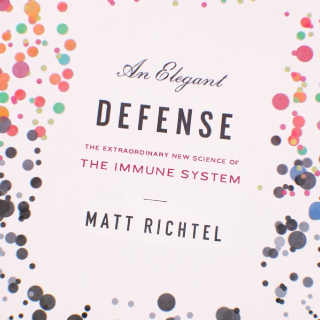 An Elegant
DEFENSE
THE EXTRAORDINARY NEW SCIENCE OF
THE IMMUNE SYSTEM
MATT RICHTEL